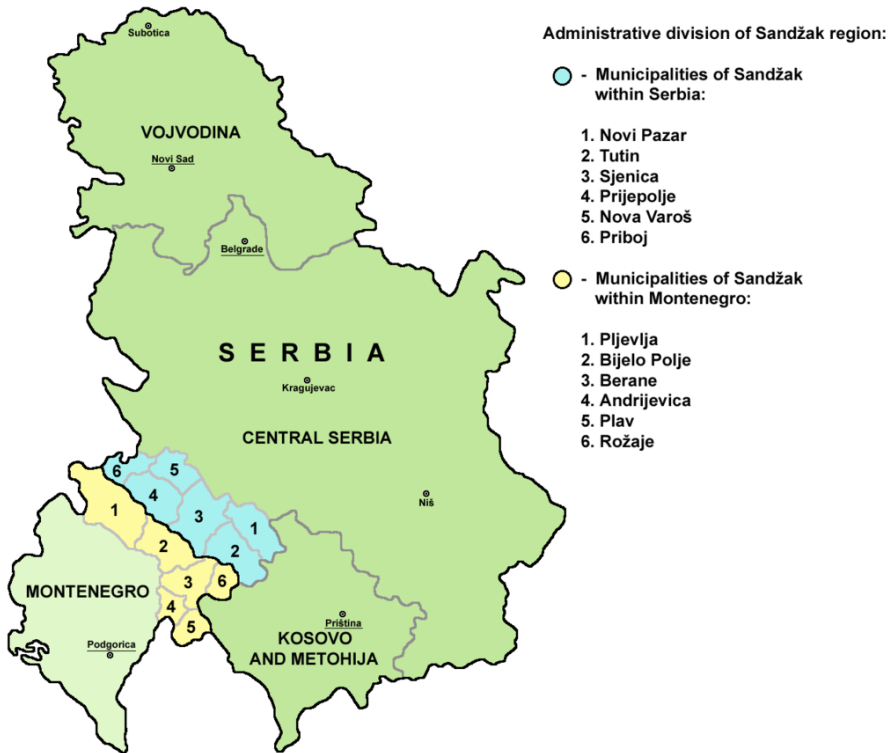 Subotica
VOJVODINA
Novi Sad
Belgrade
S E R B I A
Kragujevac
CENTRAL SERBIA
Niš
6
5
4
3
1
2
1
2
3
6
4
5
MONTENEGRO
Podgorica
Priština
KOSOVO
AND METOHIJA
Administrative division of Sandžak region:
- Municipalities of Sandžak
within Serbia:
1. Novi Pazar
2. Tutin
3. Sjenica
4. Prijepolje
5. Nova Varoš
6. Priboj
- Municipalities of Sandžak
within Montenegro:
1. Pljevlja
2. Bijelo Polje
3. Berane
4. Andrijevica
5. Plav
6. Rožaje